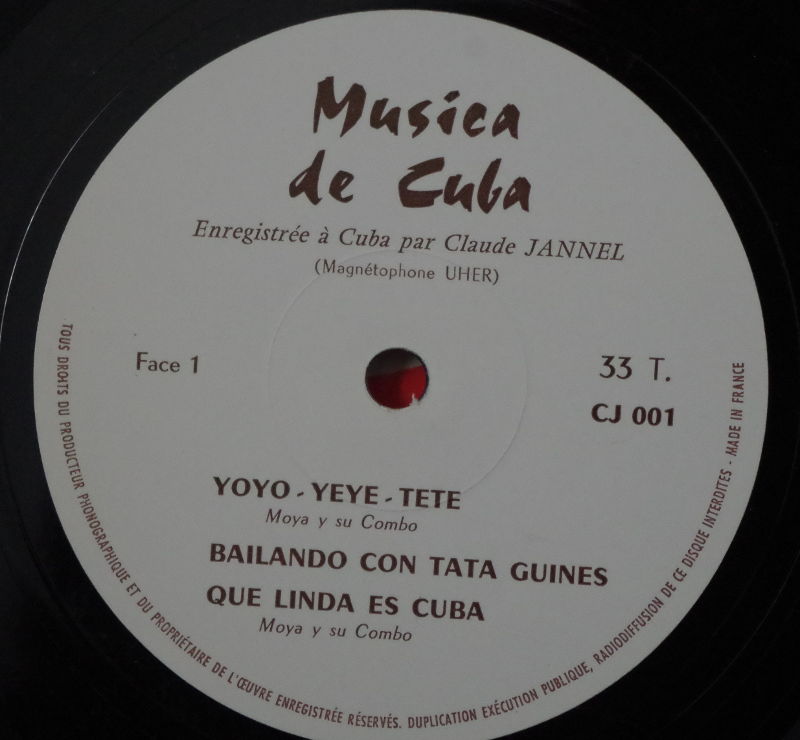 Musica
de Cuba
Enregistrée à Cuba par Claude JANNEL
(Magnétophone UHER)
Face 1
33 T.
CJ 001
YOYO - YEYE - TETE
Moya y su Combo
BAILANDO CON TATA GUINES
QUE LINDA ES CUBA
Moya y su Combo
TOUS DROITS DU PRODUCTEUR PHONOGRAPHIQUE ET DU PROPRIÉTAIRE DE L'ŒUVRE ENREGISTRÉE RÉSERVÉS. DUPLICATION EXÉCUTION PUBLIQUE, RADIODIFFUSION DE CE DISQUE INTERDITES - MADE IN FRANCE